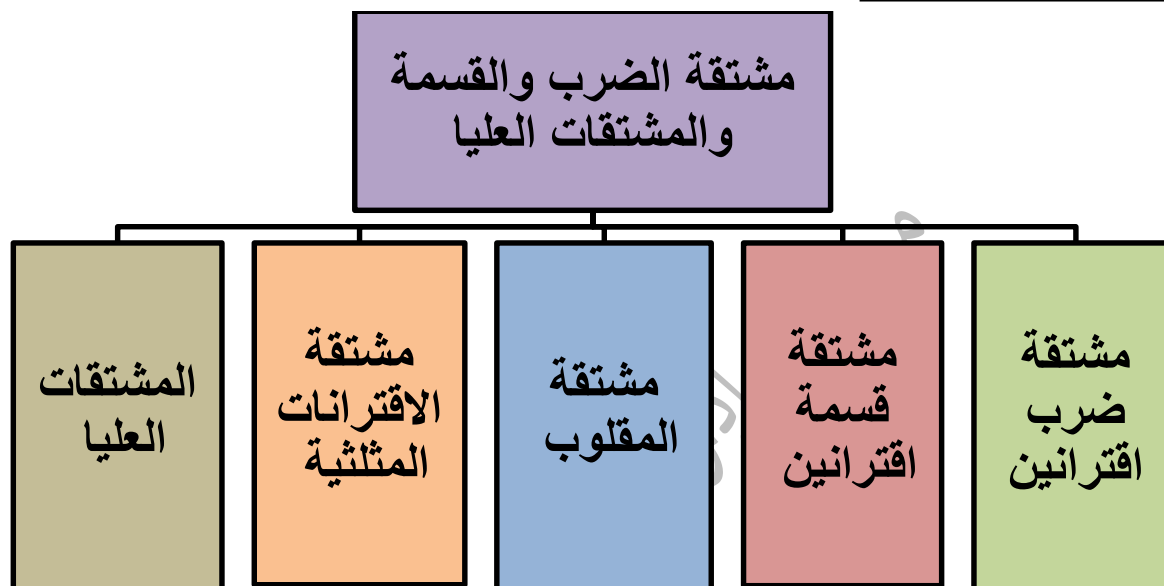 مشتقة الضرب والقسمة
والمشتقات العليا
مشتقة
ضرب
اقترانين
مشتقة
قسمة
اقترانين
مشتقة
المقلوب
مشتقة
الاقترانات
المثلثية
المشتقات
العليا